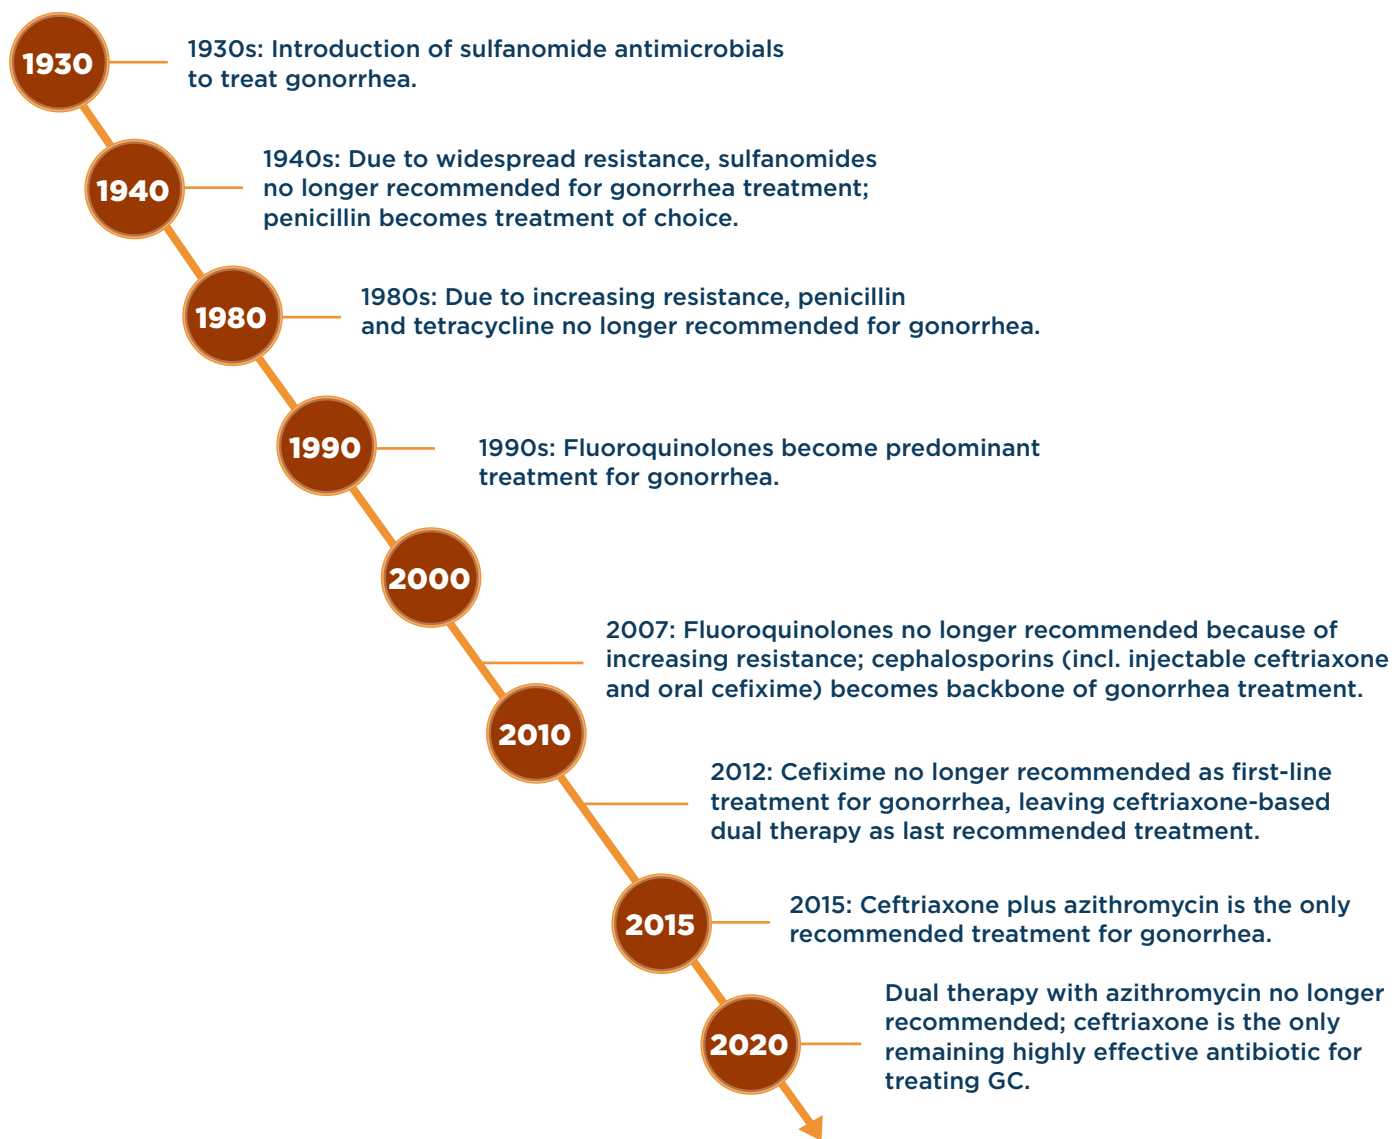 1930
1930s: Introduction of sulfanomide antimicrobials
to treat gonorrhea.
1940
1940s: Due to widespread resistance, sulfanomides
no longer recommended for gonorrhea treatment;
penicillin becomes treatment of choice.
1980
1980s: Due to increasing resistance, penicillin
and tetracycline no longer recommended for gonorrhea.
1990
1990s: Fluoroquinolones become predominant
treatment for gonorrhea.
2000
2007: Fluoroquinolones no longer recommended because of
increasing resistance; cephalosporins (incl. injectable ceftriaxone
and oral cefixime) becomes backbone of gonorrhea treatment.
2010
2012: Cefixime no longer recommended as first-line
treatment for gonorrhea, leaving ceftriaxone-based
dual therapy as last recommended treatment.
2015
2015: Ceftriaxone plus azithromycin is the only
recommended treatment for gonorrhea.
2020
Dual therapy with azithromycin no longer
recommended; ceftriaxone is the only
remaining highly effective antibiotic for
treating GC.